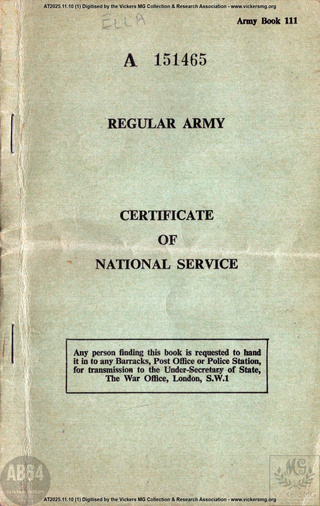 AT2025.11.10 (1) Digitised by the Vickers MG Collection & Research Association - www.vickersmg.org
ELLA
Army Book 111
A 151465
REGULAR ARMY
CERTIFICATE
OF
NATIONAL SERVICE
Any person finding this book is requested to hand
it in to any Barracks, Post Office or Police Station,
for transmission to the Under-Secretary of State,
The War Office, London, S.W.1
AB64
MG
AT2025.11.10 (1) Digitised by the Vickers MG Collection & Research Association - www.vickersmg.org